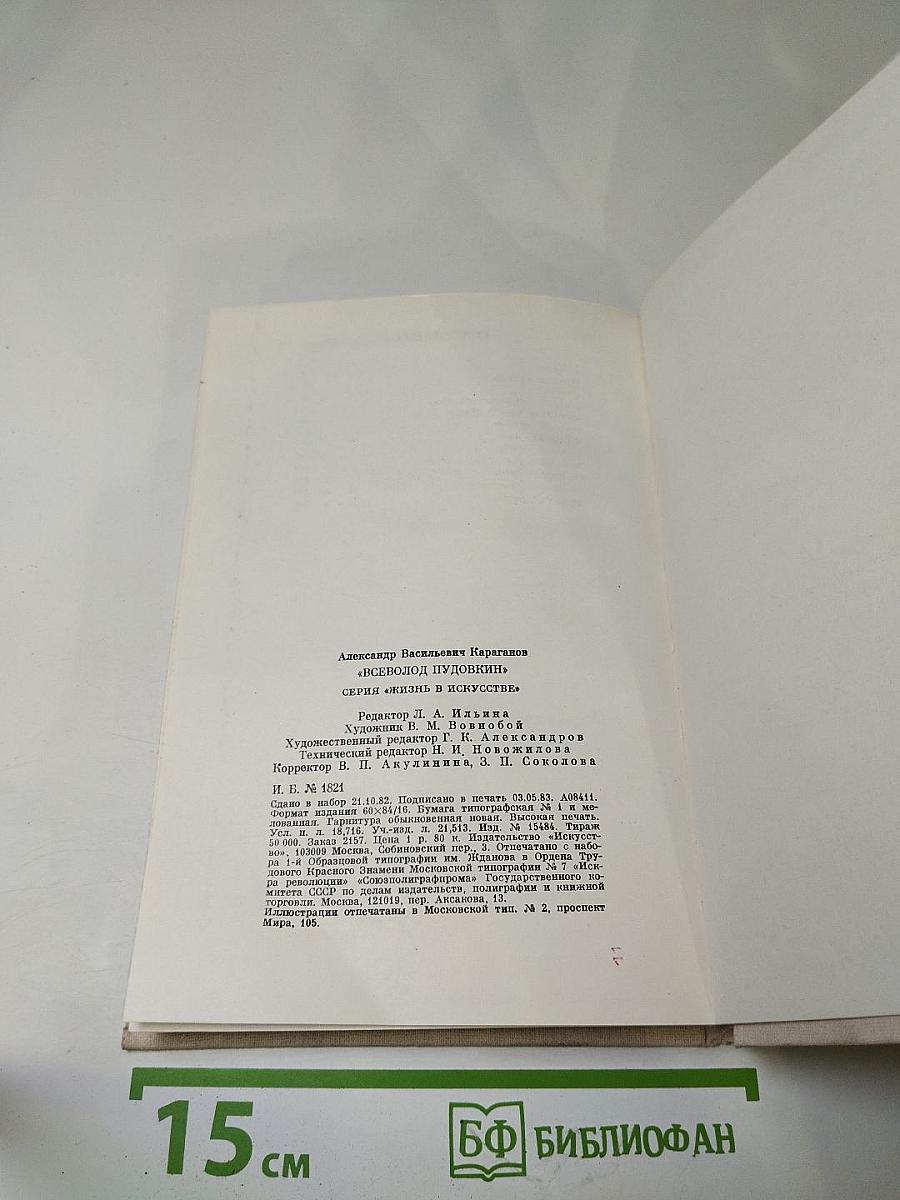 Александр Васильевич Караганов
«ВСЕВОЛОД ПУДОВКИН»
СЕРИЯ «ЖИЗНЬ В ИСКУССТВЕ»
Редактор Л. А. Ильина
Художник В. М. Вовнобой
Художественный редактор Г. К. Александров
Технический редактор Н. И. Новожилова
Корректор В. П. Акулинина, З. П. Соколова
И. Б. № 1821
Сдано в набор 21.10.82. Подписано в печать 03.05.83. А08411.
Формат издания 60×84/16. Бумага типографская № 1 и ме-
лованная. Гарнитура обыкновенная новая. Высокая печать.
Усл. п. л. 18,716. Уч.-изд. л. 21,513. Изд. № 15484. Тираж
50 000. Заказ 2157. Цена 1 р. 80 к. Издательство «Искусст-
во», 103009 Москва, Собиновский пер., 3. Отпечатано с набо-
ра 1-й Образцовой типографии им. Жданова в Ордена Тру-
дового Красного Знамени Московской типографии № 7 «Иск-
ра революции» «Союзполиграфпрома» Государственного ко-
митета СССР по делам издательств, полиграфии и книжной
торговли. Москва, 121019, пер. Аксакова, 13.
Иллюстрации отпечатаны в Московской тип. № 2, проспект
Мира, 105.
15 см
БФ БИБЛИОФАН